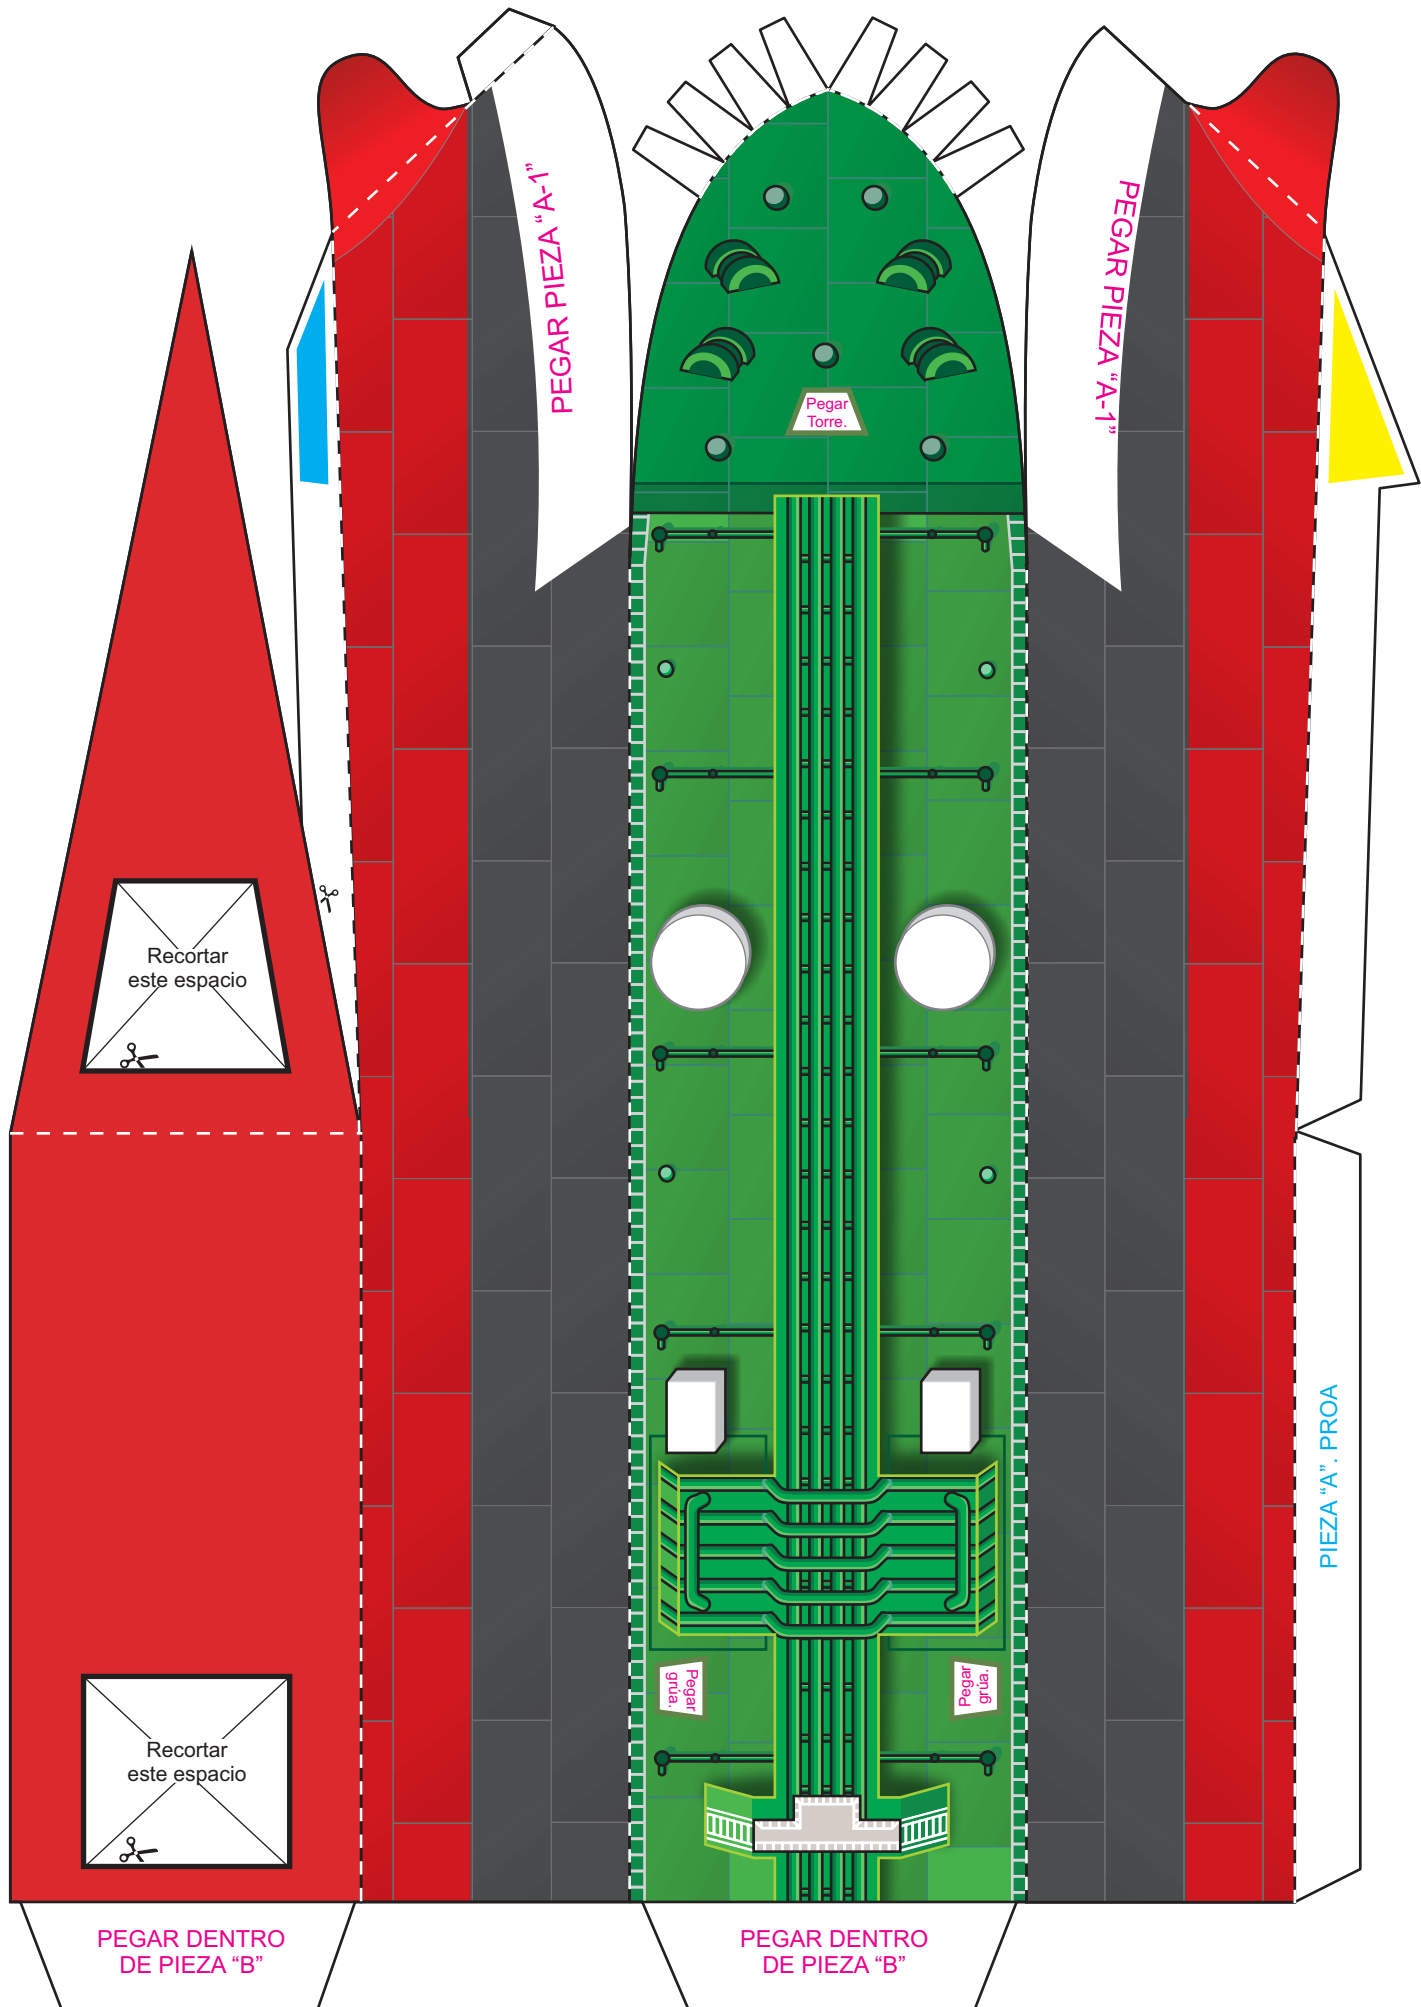 PEGAR PIEZA “A-1”
PEGAR PIEZA “A-1”
Pegar
Torre.
Recortar
este espacio
PIEZA “A”. PROA
Pegar
grúa.
Pegar
grúa.
Recortar
este espacio
PEGAR DENTRO
DE PIEZA “B”
PEGAR DENTRO
DE PIEZA “B”